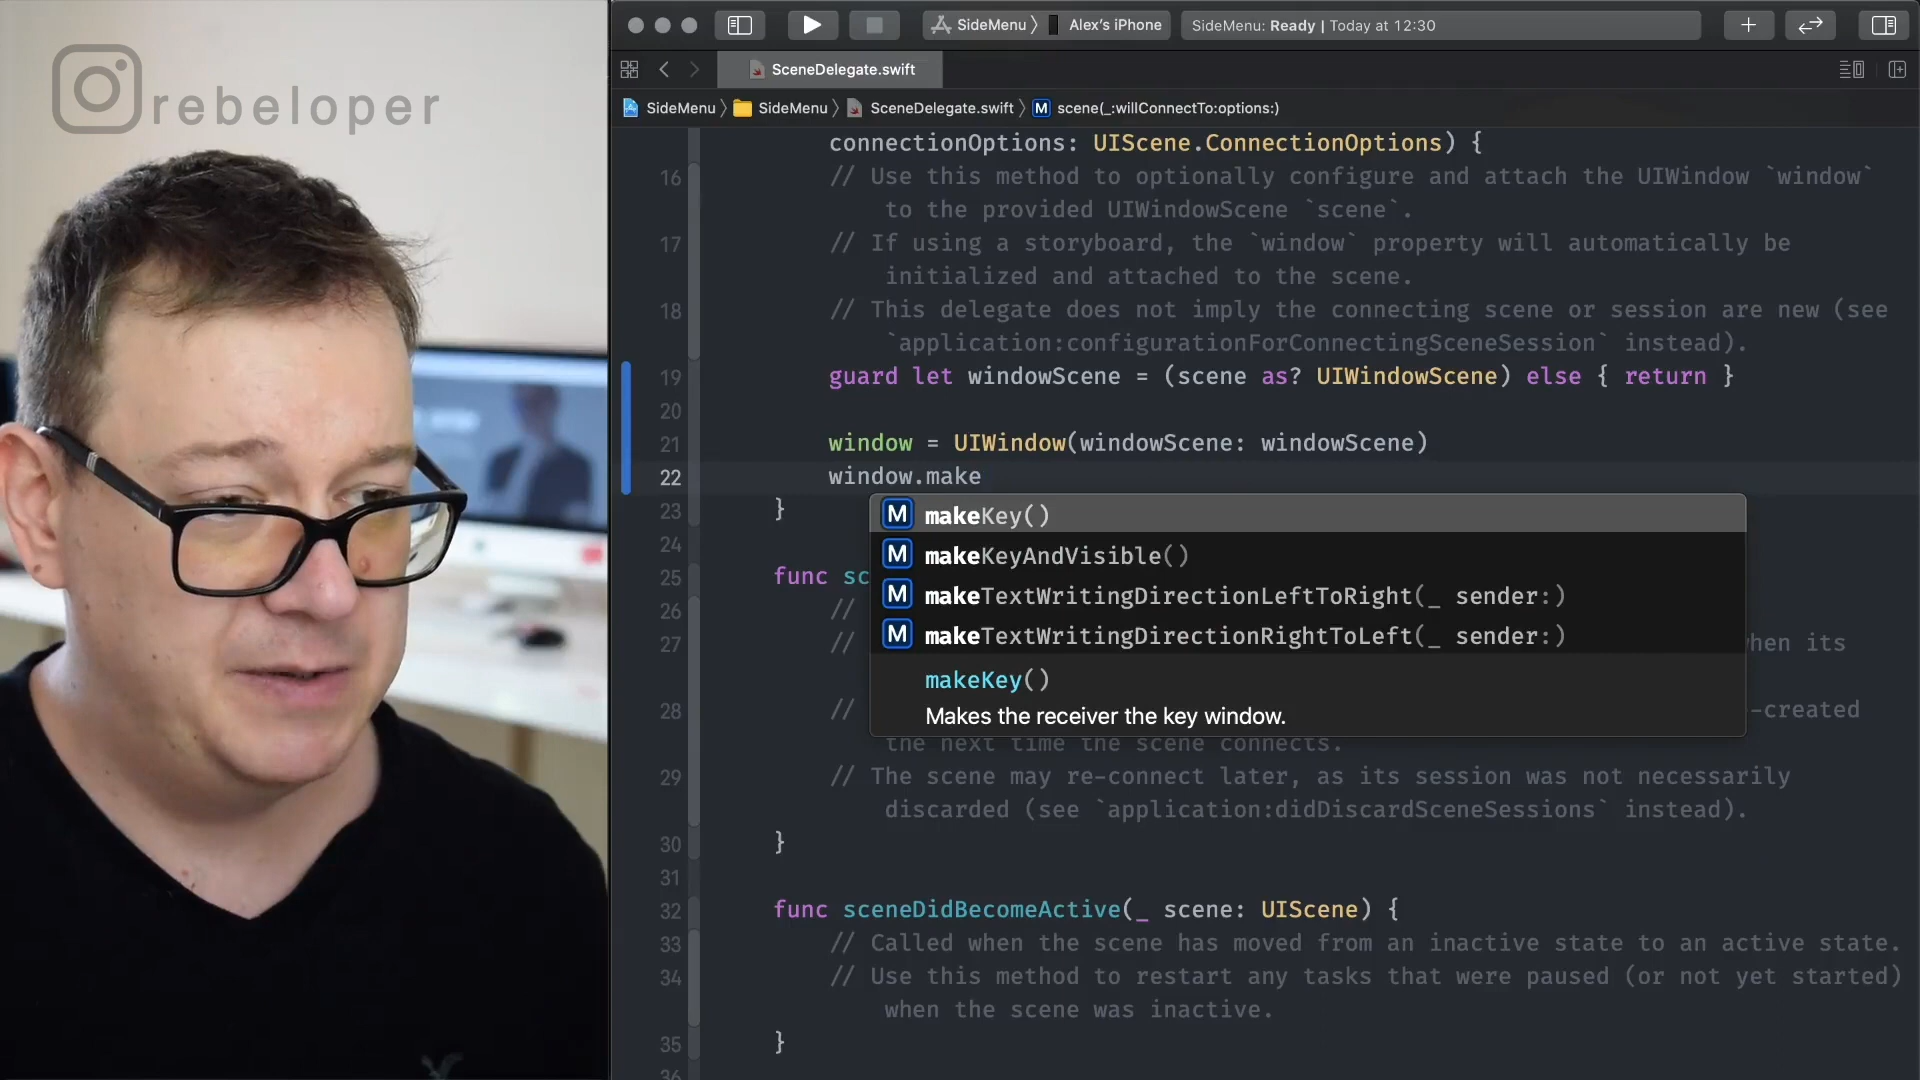 rebeloper
SideMenu 〉 Alex's iPhone
SideMenu: Ready | Today at 12:30
SceneDelegate.swift
SideMenu 〉 SideMenu 〉 SceneDelegate.swift 〉 M scene(_:willConnectTo:options:)
connectionOptions: UIScene.ConnectionOptions) {
16 // Use this method to optionally configure and attach the UIWindow `window`
to the provided UIWindowScene `scene`.
17 // If using a storyboard, the `window` property will automatically be
initialized and attached to the scene.
18 // This delegate does not imply the connecting scene or session are new (see
`application:configurationForConnectingSceneSession` instead).
19 guard let windowScene = (scene as? UIWindowScene) else { return }
20
21 window = UIWindow(windowScene: windowScene)
22 window.make
23 }
M makeKey()
24
M makeKeyAndVisible()
25 func sc
M makeTextWritingDirectionLeftToRight(_ sender:)
26 //
M makeTextWritingDirectionRightToLeft(_ sender:)
27 // hen its
makeKey()
28 // -created
Makes the receiver the key window.
the next time the scene connects.
29 // The scene may re-connect later, as its session was not necessarily
discarded (see `application:didDiscardSceneSessions` instead).
30 }
31
32 func sceneDidBecomeActive(_ scene: UIScene) {
33 // Called when the scene has moved from an inactive state to an active state.
34 // Use this method to restart any tasks that were paused (or not yet started)
when the scene was inactive.
35 }
36